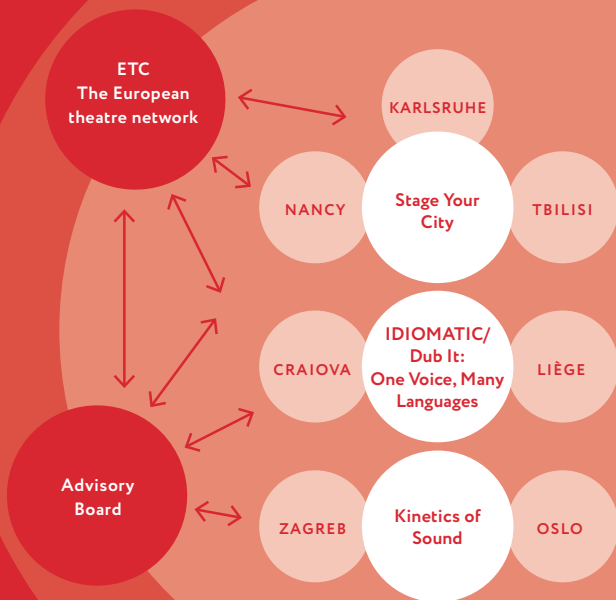 ETC
The European
theatre network
KARLSRUHE
NANCY
Stage Your
City
TBILISI
CRAIOVA
IDIOMATIC/
Dub It:
One Voice, Many
Languages
LIÈGE
Advisory
Board
ZAGREB
Kinetics of
Sound
OSLO